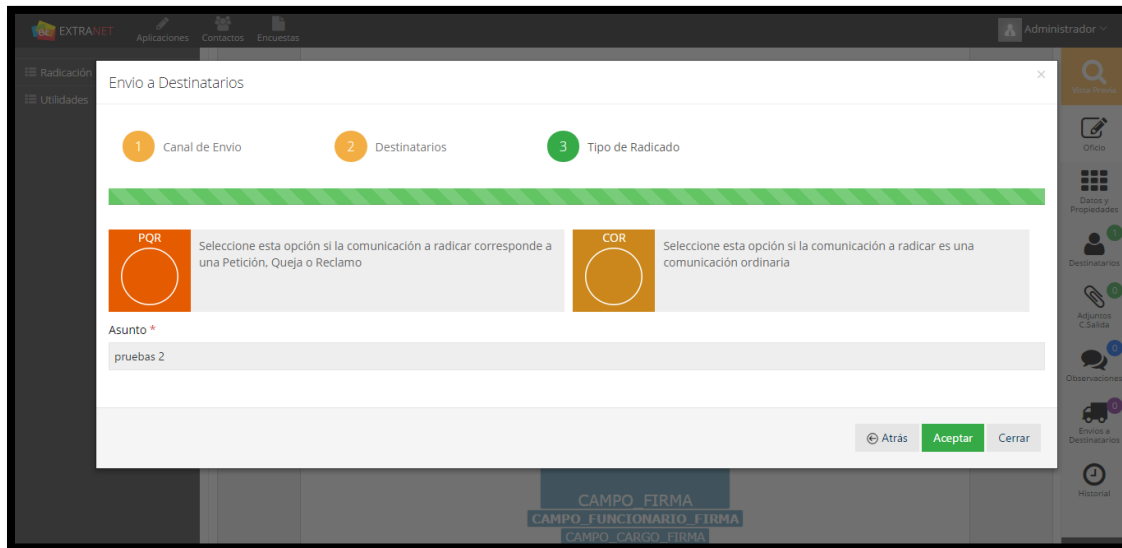 ec EXTRANET
Aplicaciones
Contactos
Encuestas
Administrador
Radicación
Utilidades
Envio a Destinatarios
×
1 Canal de Envio
2 Destinatarios
3 Tipo de Radicado
PQR
Seleccione esta opción si la comunicación a radicar corresponde a
una Petición, Queja o Reclamo
COR
Seleccione esta opción si la comunicación a radicar es una
comunicación ordinaria
Asunto *
pruebas 2
Atrás
Aceptar
Cerrar
Vista Previa
Oficio
Datos y
Propiedades
1
Destinatarios
0
Adjuntos
C.Salida
0
Observaciones
0
Envios a
Destinatarios
Historial
CAMPO_FIRMA
CAMPO_FUNCIONARIO_FIRMA
CAMPO_CARGO_FIRMA